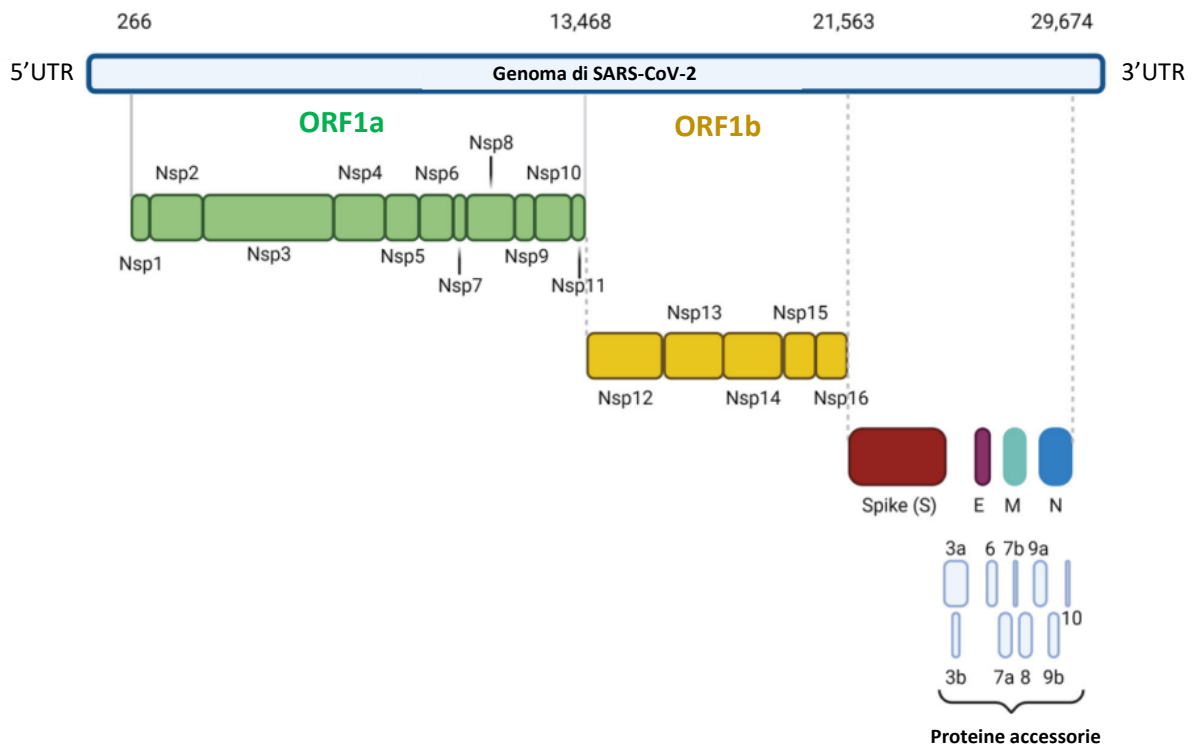 266 13,468 21,563 29,674
5’UTR Genoma di SARS-CoV-2 3’UTR
ORF1a ORF1b
Nsp8
Nsp2 Nsp4 Nsp6 Nsp10
Nsp1 Nsp3 Nsp5 Nsp9
Nsp7 Nsp11
Nsp13 Nsp15
Nsp12 Nsp14 Nsp16
Spike (S) E M N
3a 6 7b 9a
10
3b 7a 8 9b
Proteine accessorie